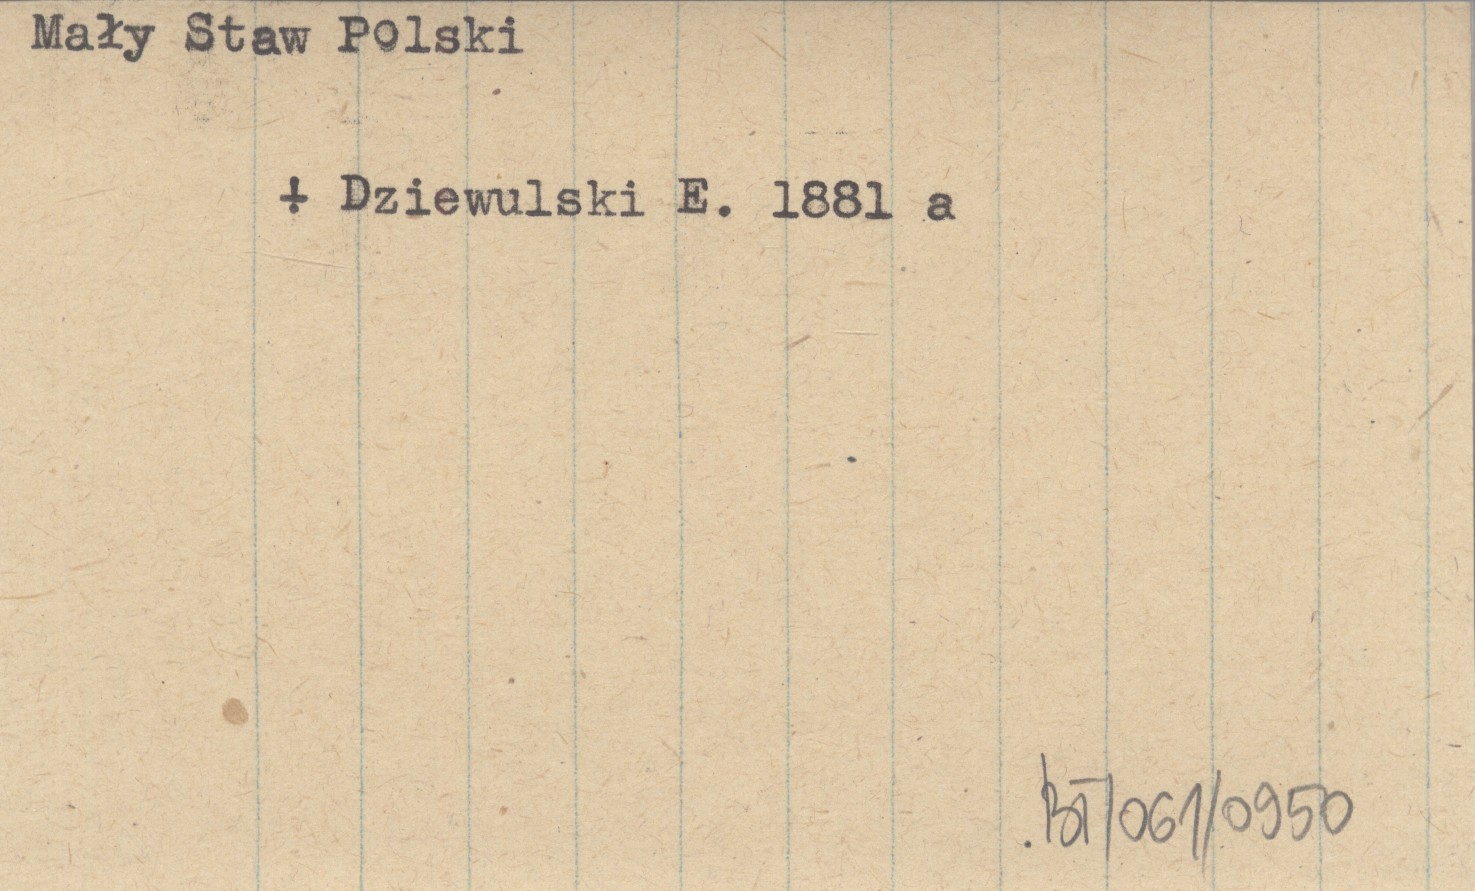 Mały Staw Polski
⍭ Dziewulski E. 1881 a
BT/061/0950